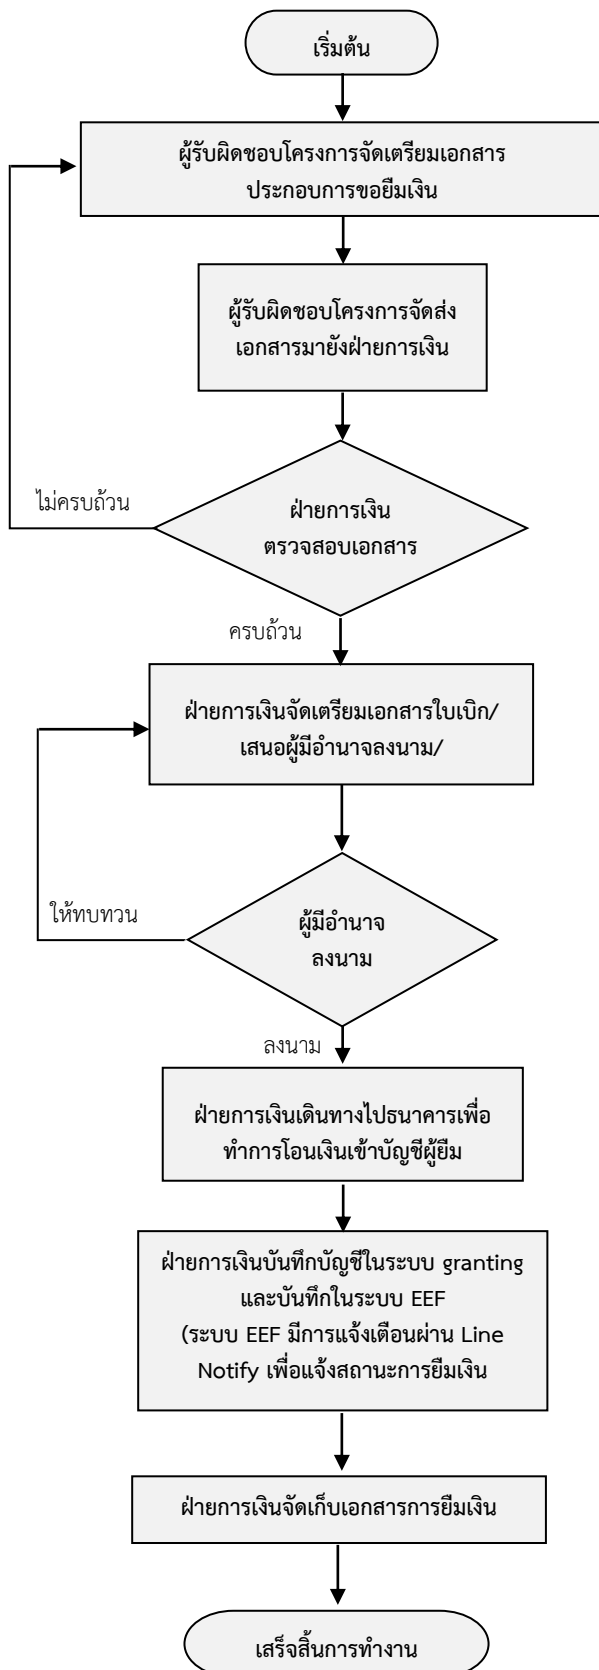 เริ่มต้น
ผู้รับผิดชอบโครงการจัดเตรียมเอกสาร
ประกอบการขอยืมเงิน
ผู้รับผิดชอบโครงการจัดส่ง
เอกสารมายังฝ่ายการเงิน
ไม่ครบถ้วน
ฝ่ายการเงิน
ตรวจสอบเอกสาร
ครบถ้วน
ฝ่ายการเงินจัดเตรียมเอกสารใบเบิก/
เสนอผู้มีอำนาจลงนาม/
ให้ทบทวน
ผู้มีอำนาจ
ลงนาม
ลงนาม
ฝ่ายการเงินเดินทางไปธนาคารเพื่อ
ทำการโอนเงินเข้าบัญชีผู้ยืม
ฝ่ายการเงินบันทึกบัญชีในระบบ granting
และบันทึกในระบบ EEF
(ระบบ EEF มีการแจ้งเตือนผ่าน Line
Notify เพื่อแจ้งสถานะการยืมเงิน
ฝ่ายการเงินจัดเก็บเอกสารการยืมเงิน
เสร็จสิ้นการทำงาน